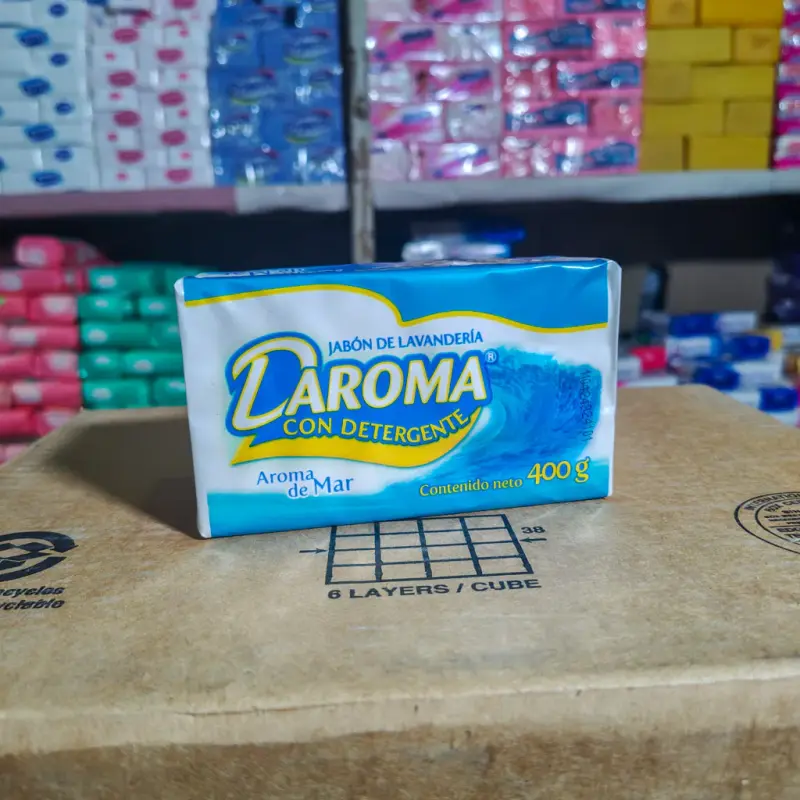 JABÓN DE LAVANDERÍA
DAROMA®
CON DETERGENTE
Aroma
de Mar
Contenido neto 400 g
38
6 LAYERS / CUBE